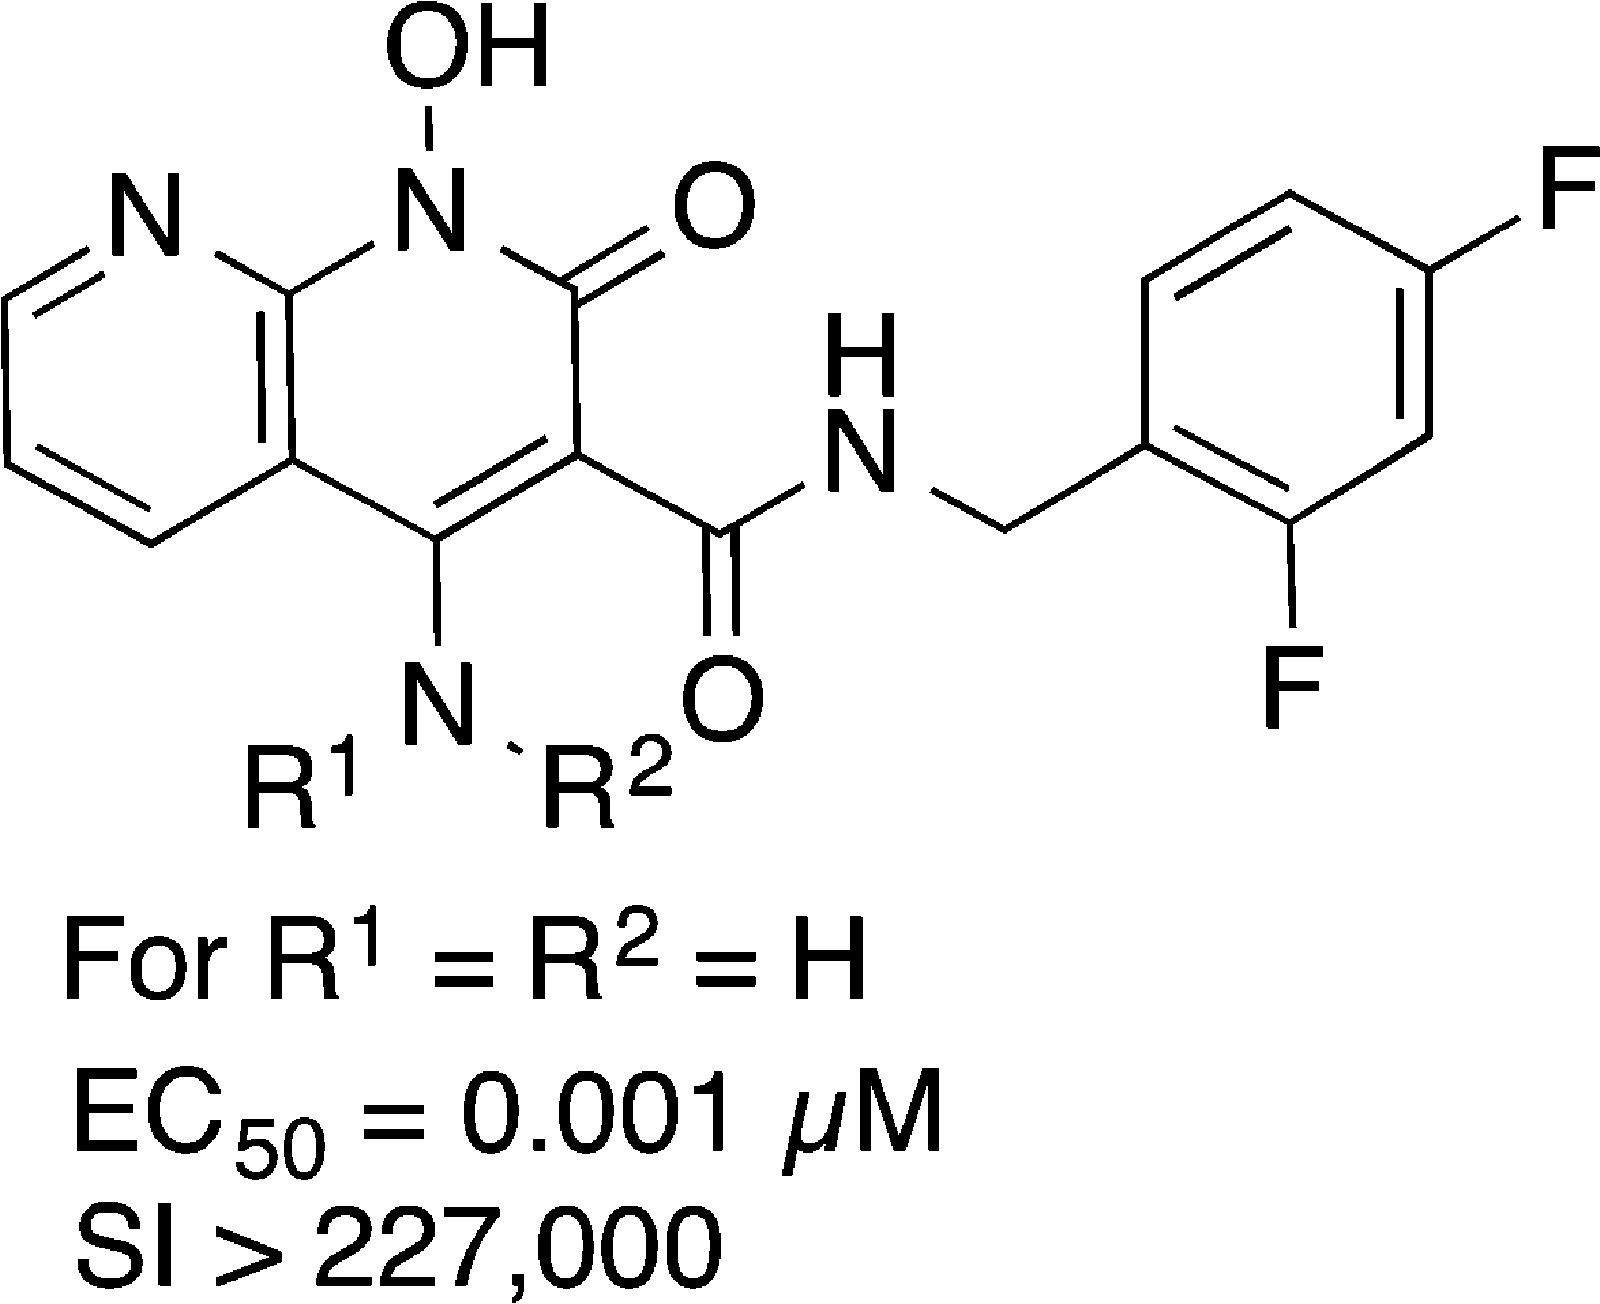 OH
N N O F
H
N
N O F
R¹ R²
For R¹ = R² = H
EC₅₀ = 0.001 µM
SI > 227,000